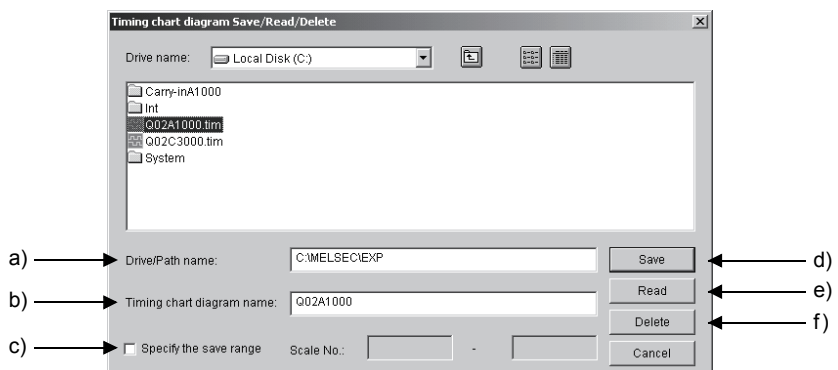 Timing chart diagram Save/Read/Delete
Drive name: Local Disk (C:)
Carry-inA1000
Int
Q02A1000.tim
Q02C3000.tim
System
a) Drive/Path name: C:\MELSEC\EXP Save d)
b) Timing chart diagram name: Q02A1000 Read e)
Delete f)
c) Specify the save range Scale No.: - Cancel